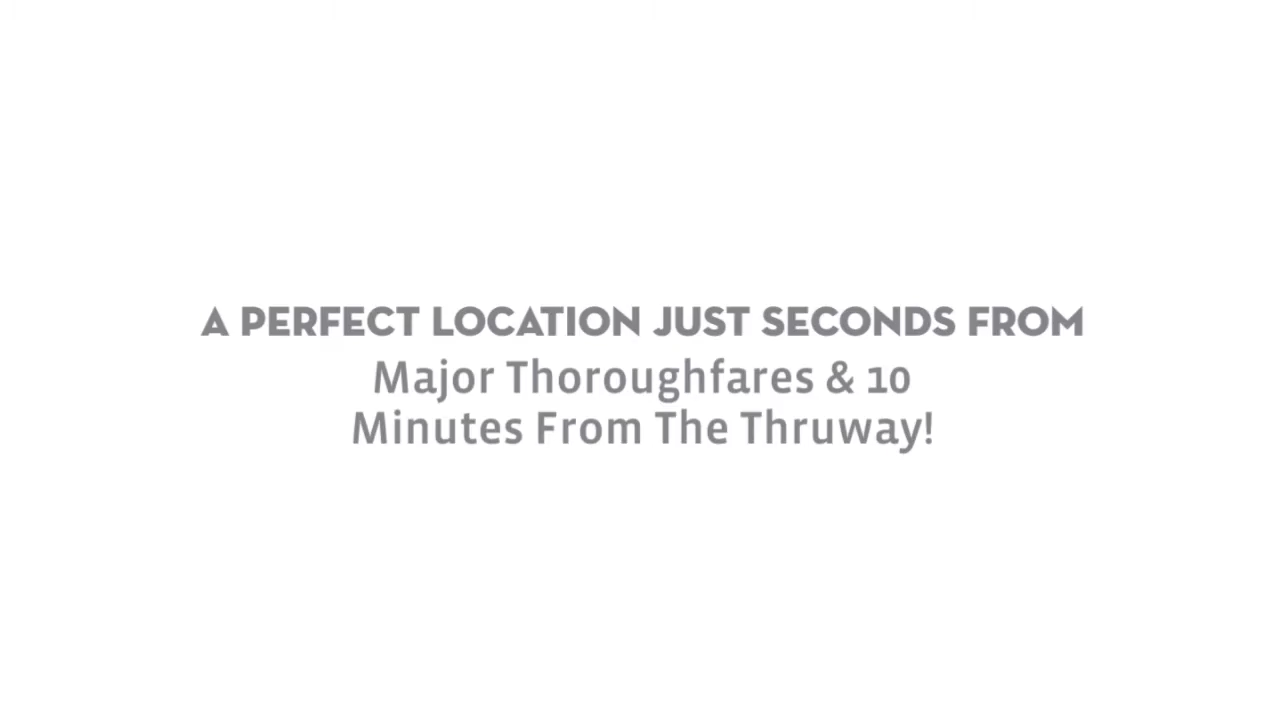 A PERFECT LOCATION JUST SECONDS FROM
Major Thoroughfares & 10
Minutes From The Thruway!